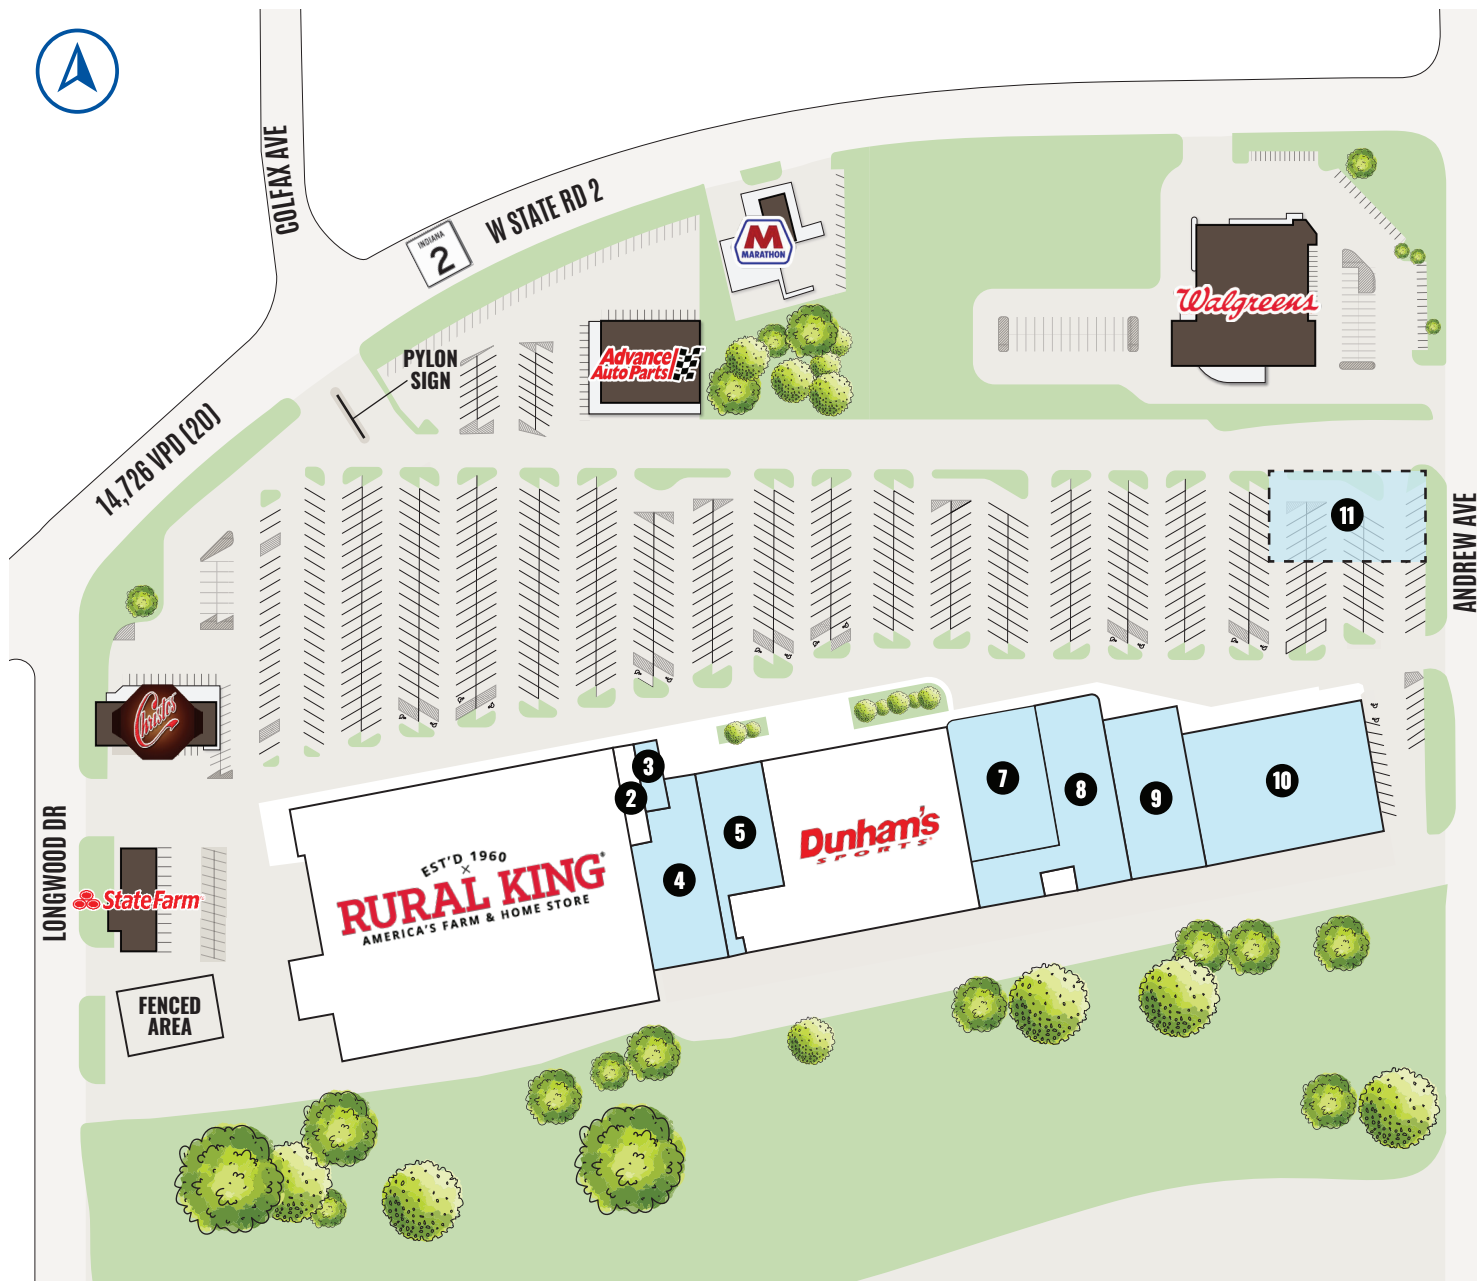 COLFAX AVE
INDIANA
2
W STATE RD 2
M
MARATHON
Walgreens
Advance
Auto Parts
PYLON
SIGN
14,726 VPD (20)
11
ANDREW AVE
Christos'
3
2
7
8
9
10
5
4
Dunham's
SPORTS
EST'D 1960
RURAL KING®
AMERICA'S FARM & HOME STORE
LONGWOOD DR
StateFarm
FENCED
AREA